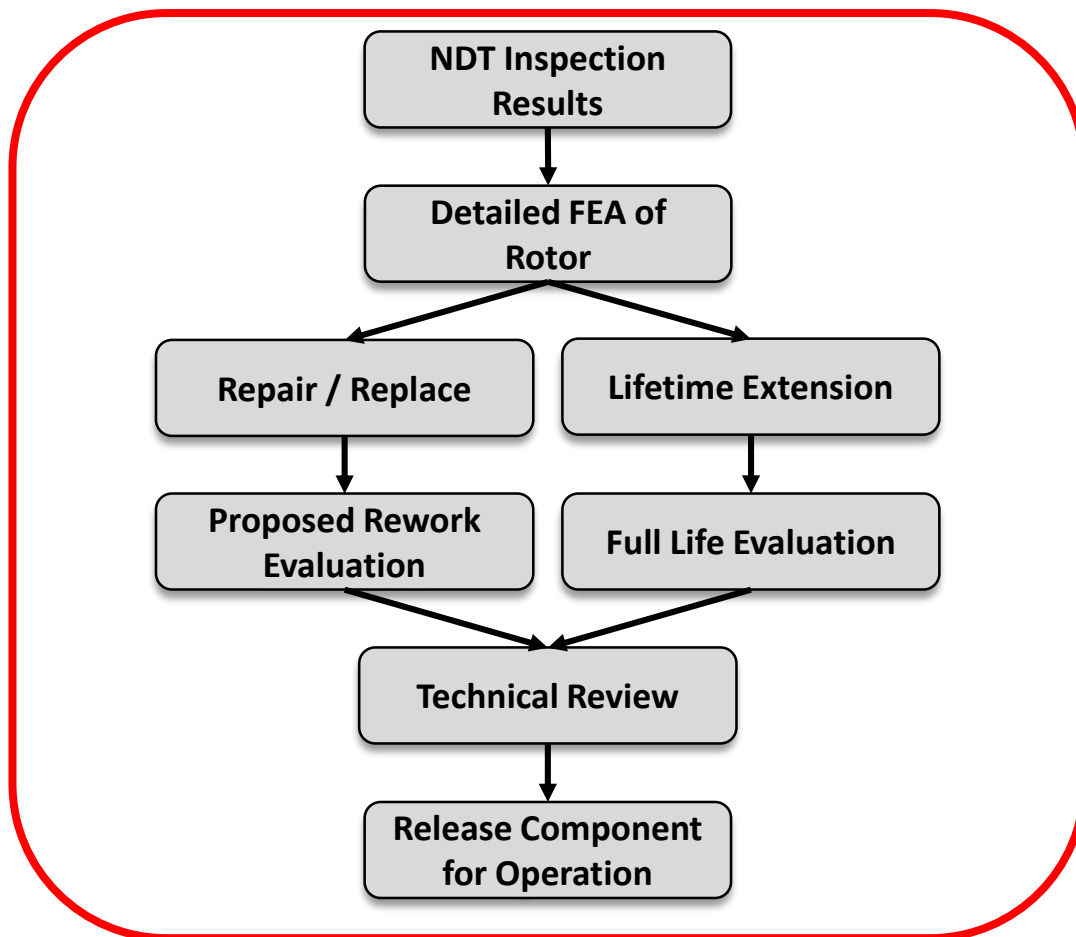 NDT Inspection
Results
Detailed FEA of
Rotor
Repair / Replace
Lifetime Extension
Proposed Rework
Evaluation
Full Life Evaluation
Technical Review
Release Component
for Operation